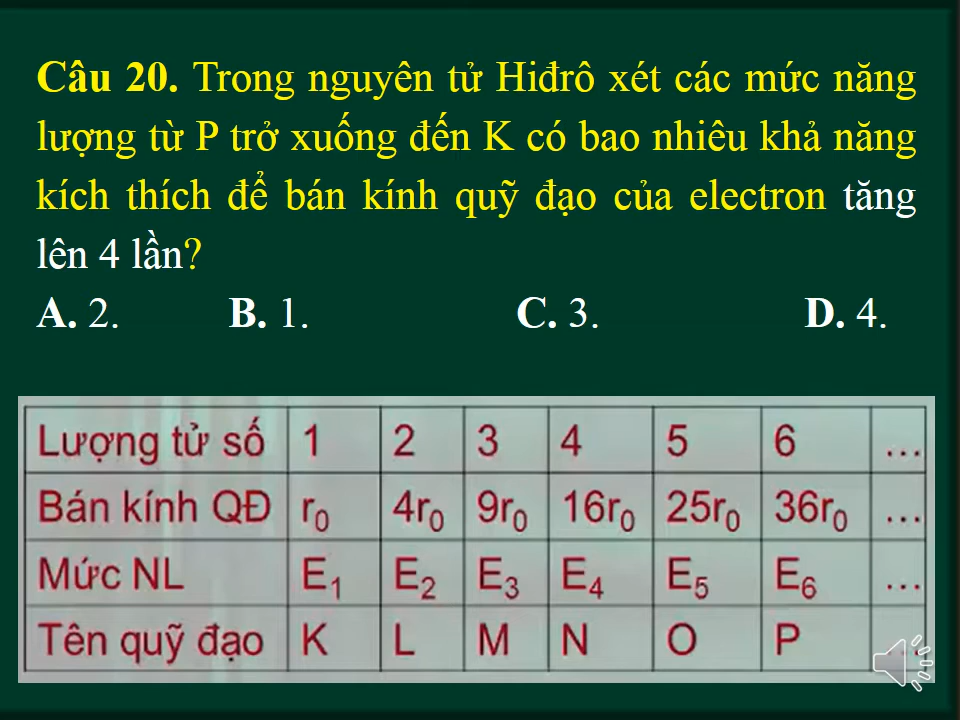 Câu 20. Trong nguyên tử Hiđrô xét các mức năng
lượng từ P trở xuống đến K có bao nhiêu khả năng
kích thích để bán kính quỹ đạo của electron tăng
lên 4 lần?
A. 2. B. 1. C. 3. D. 4.
Lượng tử số 1 2 3 4 5 6 ...
Bán kính QĐ r₀ 4r₀ 9r₀ 16r₀ 25r₀ 36r₀ ...
Mức NL E₁ E₂ E₃ E₄ E₅ E₆ ...
Tên quỹ đạo K L M N O P